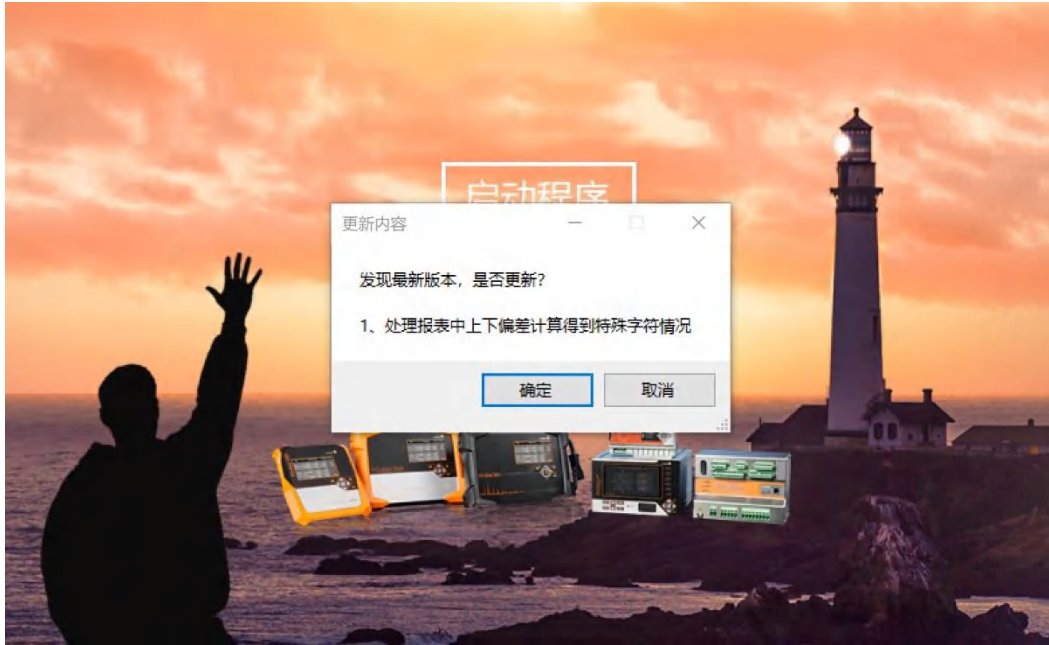 启动程序
更新内容
发现最新版本，是否更新?
1、处理报表中上下偏差计算得到特殊字符情况
确定
取消